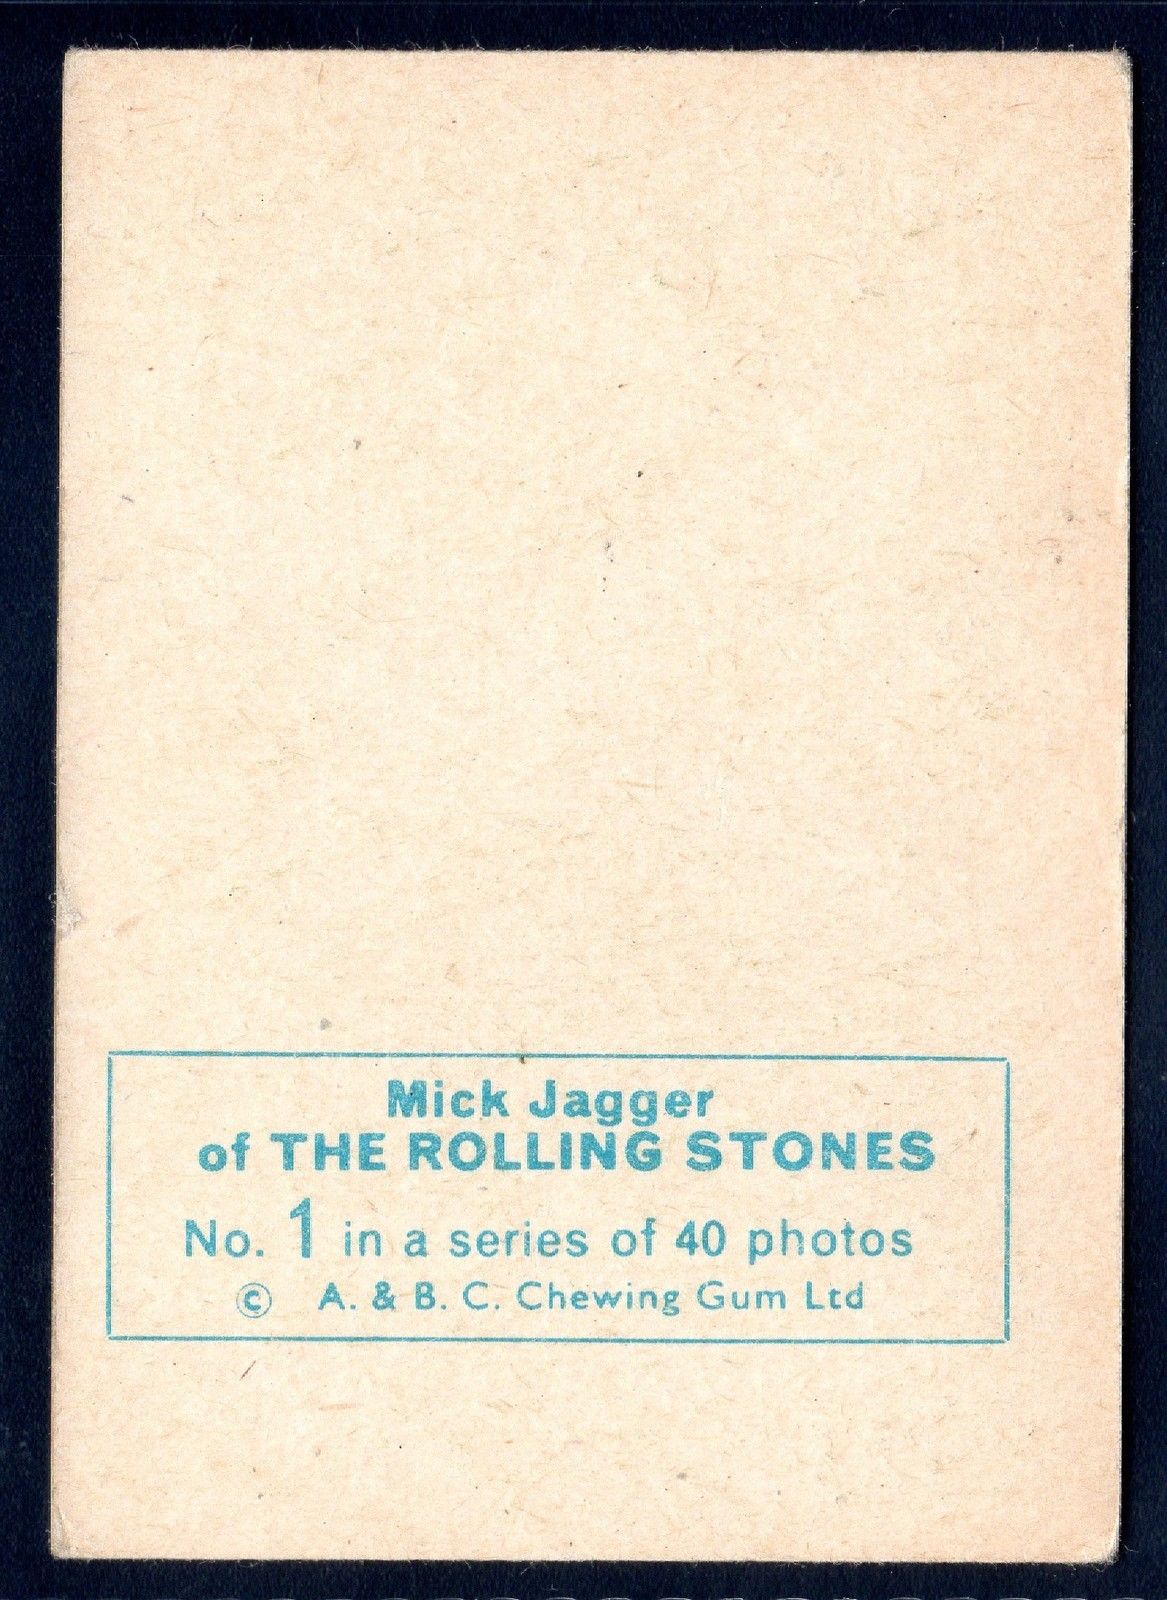 Mick Jagger
of THE ROLLING STONES
No. 1 in a series of 40 photos
© A. & B. C. Chewing Gum Ltd